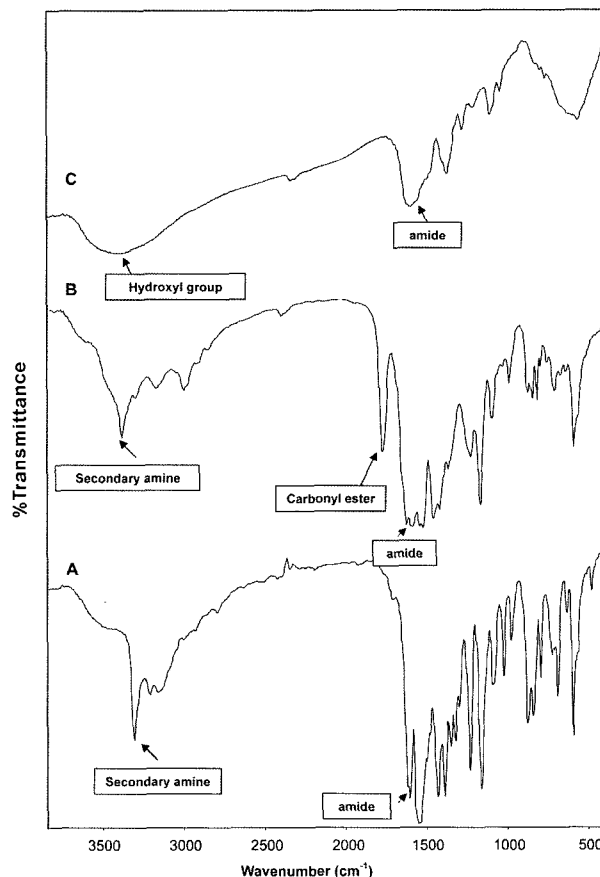 C
amide
Hydroxyl group
B
Secondary amine
Carbonyl ester
amide
A
Secondary amine
amide
%Transmittance
3500 3000 2500 2000 1500 1000 500
Wavenumber (cm⁻¹)